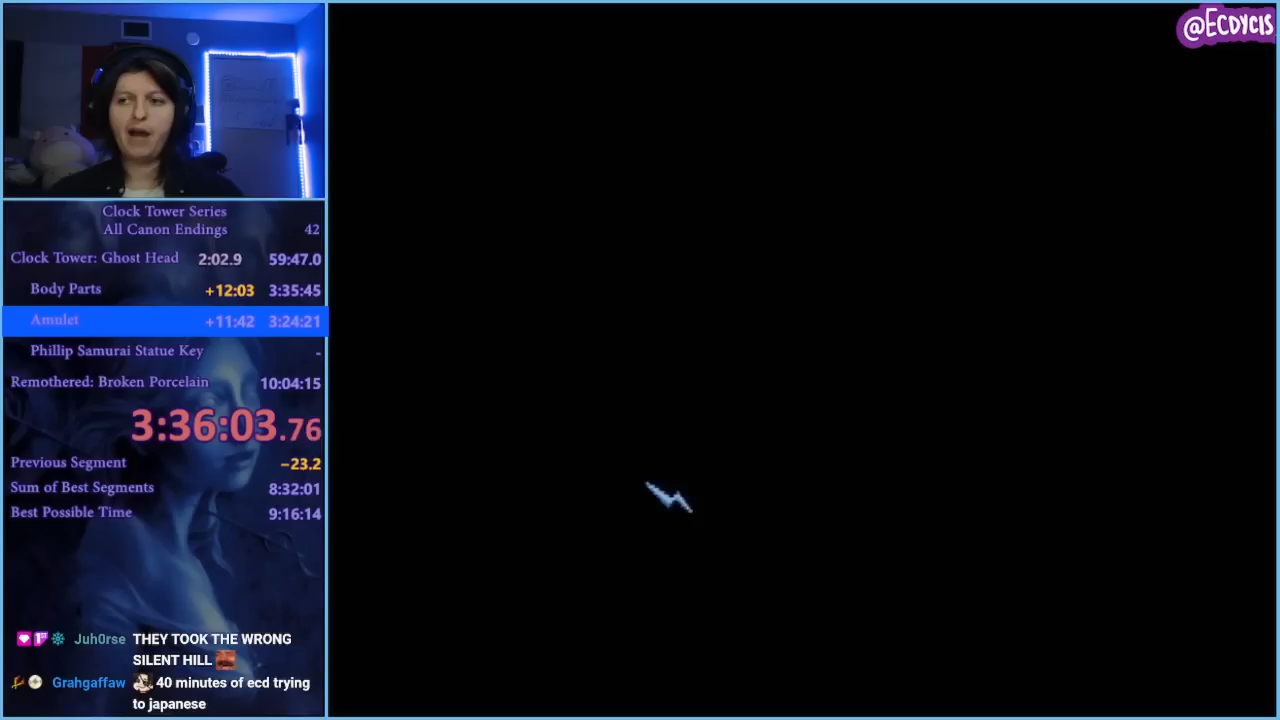 @ECDYCIS
Clock Tower Series
All Canon Endings 42
Clock Tower: Ghost Head 2:02.9 59:47.0
Body Parts +12:03 3:35:45
Amulet +11:42 3:24:21
Phillip Samurai Statue Key -
Remothered: Broken Porcelain 10:04:15
3:36:03.76
Previous Segment −23.2
Sum of Best Segments 8:32:01
Best Possible Time 9:16:14
Juh0rse THEY TOOK THE WRONG
SILENT HILL
Grahgaffaw 40 minutes of ecd trying
to japanese